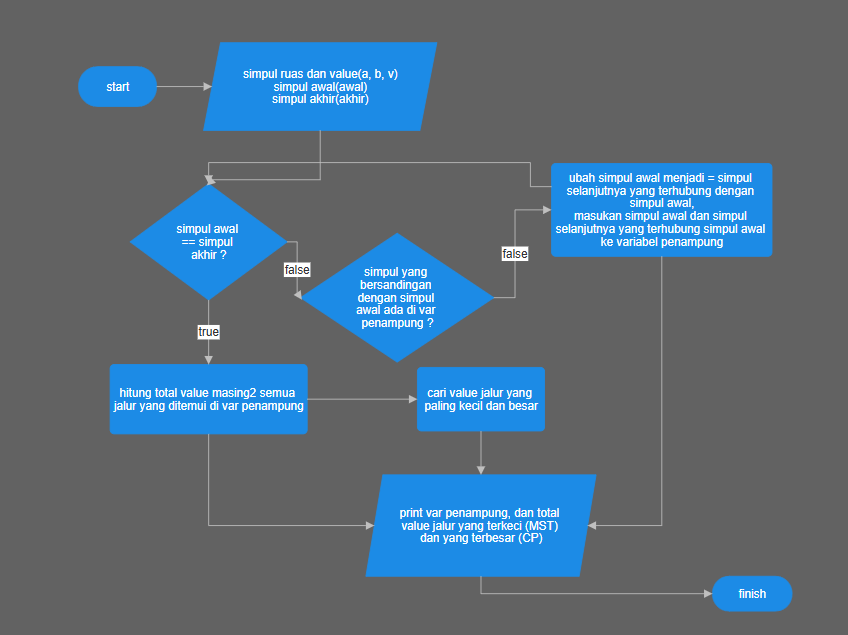 start
simpul ruas dan value(a, b, v)
simpul awal(awal)
simpul akhir(akhir)
ubah simpul awal menjadi = simpul
selanjutnya yang terhubung dengan
simpul awal,
masukan simpul awal dan simpul
selanjutnya yang terhubung simpul awal
ke variabel penampung
simpul awal
== simpul
akhir ?
false
simpul yang
bersandingan
dengan simpul
awal ada di var
penampung ?
false
true
hitung total value masing2 semua
jalur yang ditemui di var penampung
cari value jalur yang
paling kecil dan besar
print var penampung, dan total
value jalur yang terkeci (MST)
dan yang terbesar (CP)
finish